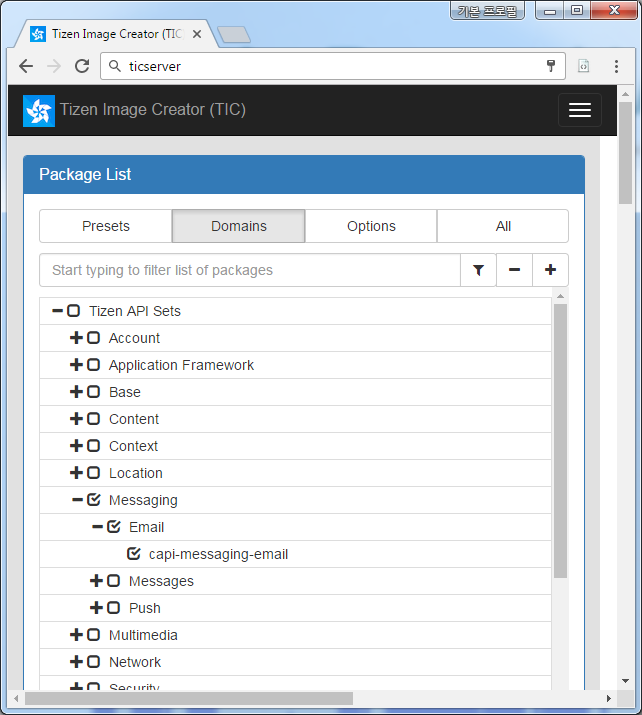 기본 프로필
Tizen Image Creator (TIC
ticserver
Tizen Image Creator (TIC)
Package List
Presets Domains Options All
Start typing to filter list of packages
Tizen API Sets
Account
Application Framework
Base
Content
Context
Location
Messaging
Email
capi-messaging-email
Messages
Push
Multimedia
Network
Security